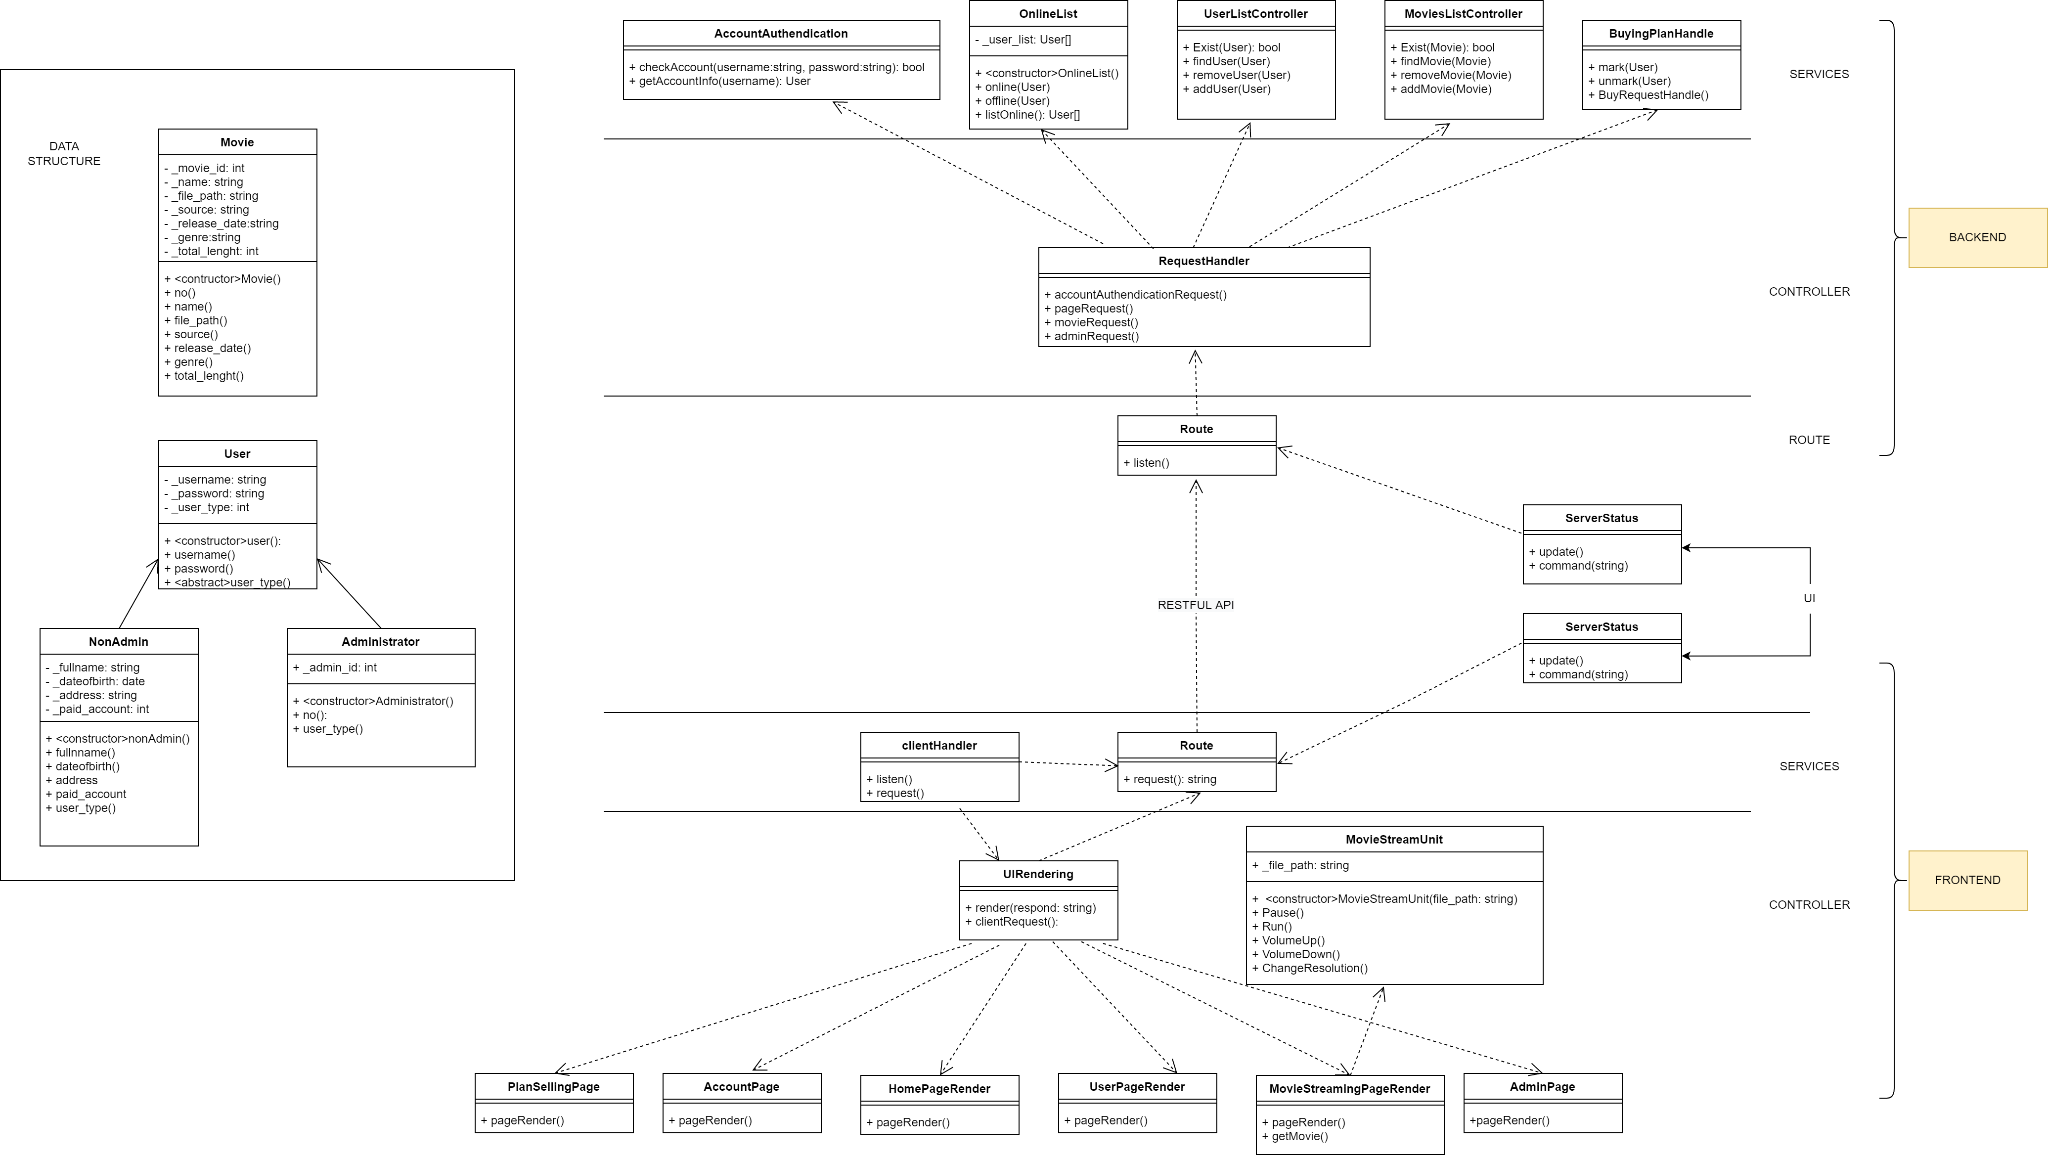 DATA
STRUCTURE
Movie
- _movie_id: int
- _name: string
- _file_path: string
- _source: string
- _release_date:string
- _genre:string
- _total_lenght: int
+ <contructor>Movie()
+ no()
+ name()
+ file_path()
+ source()
+ release_date()
+ genre()
+ total_lenght()
User
- _username: string
- _password: string
- _user_type: int
+ <constructor>user():
+ username()
+ password()
+ <abstract>user_type()
NonAdmin
- _fullname: string
- _dateofbirth: date
- _address: string
- _paid_account: int
+ <constructor>nonAdmin()
+ fullnname()
+ dateofbirth()
+ address
+ paid_account
+ user_type()
Administrator
+ _admin_id: int
+ <constructor>Administrator()
+ no():
+ user_type()
AccountAuthendication
+ checkAccount(username:string, password:string): bool
+ getAccountInfo(username): User
OnlineList
- _user_list: User[]
+ <constructor>OnlineList()
+ online(User)
+ offline(User)
+ listOnline(): User[]
UserListController
+ Exist(User): bool
+ findUser(User)
+ removeUser(User)
+ addUser(User)
MoviesListController
+ Exist(Movie): bool
+ findMovie(Movie)
+ removeMovie(Movie)
+ addMovie(Movie)
BuyingPlanHandle
+ mark(User)
+ unmark(User)
+ BuyRequestHandle()
SERVICES
BACKEND
RequestHandler
+ accountAuthendicationRequest()
+ pageRequest()
+ movieRequest()
+ adminRequest()
CONTROLLER
Route
+ listen()
ROUTE
ServerStatus
+ update()
+ command(string)
UI
RESTFUL API
ServerStatus
+ update()
+ command(string)
clientHandler
+ listen()
+ request()
Route
+ request(): string
SERVICES
UIRendering
+ render(respond: string)
+ clientRequest():
MovieStreamUnit
+ _file_path: string
+  <constructor>MovieStreamUnit(file_path: string)
+ Pause()
+ Run()
+ VolumeUp()
+ VolumeDown()
+ ChangeResolution()
CONTROLLER
FRONTEND
PlanSellingPage
+ pageRender()
AccountPage
+ pageRender()
HomePageRender
+ pageRender()
UserPageRender
+ pageRender()
MovieStreamingPageRender
+ pageRender()
+ getMovie()
AdminPage
+pageRender()